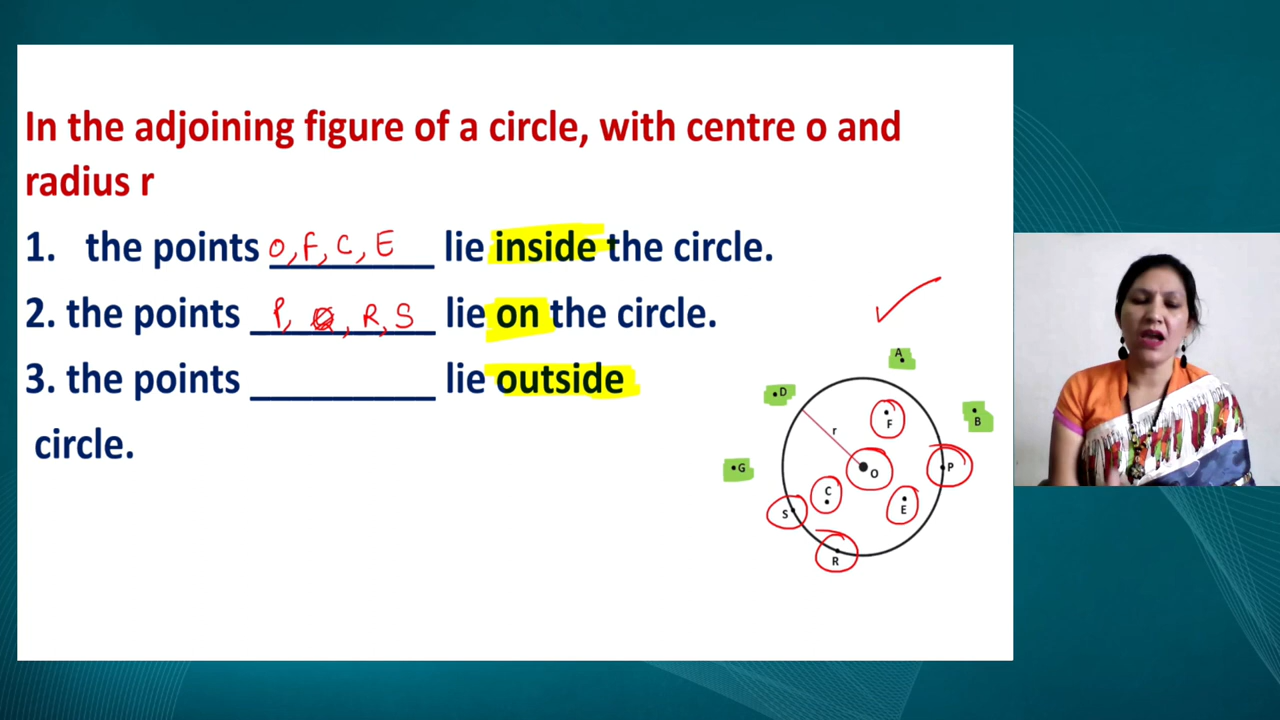 In the adjoining figure of a circle, with centre o and
radius r
1. the points O, F, C, E lie inside the circle.
2. the points P, , R, S lie on the circle.
3. the points __________ lie outside
circle.
A
D
B
F
r
G
O
P
C
E
S
R